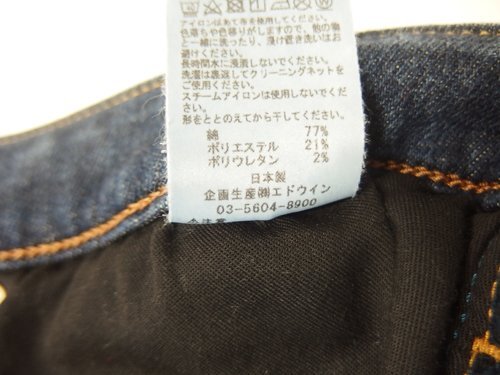 アイロンはあて布を使用してください。
色落ちや色移りがしますので、他の物
と一緒に洗ったり、漬け置き洗いはお
避けください。
長時間水に浸漬しないでください。
洗濯は裏返してクリーニングネットを
ご使用ください。
スチームアイロンは使用しないでくだ
さい。
形をととのえてから干してください。
綿 77%
ポリエステル 21%
ポリウレタン 2%
日本製
企画生産㈱エドウイン
03-5604-8900